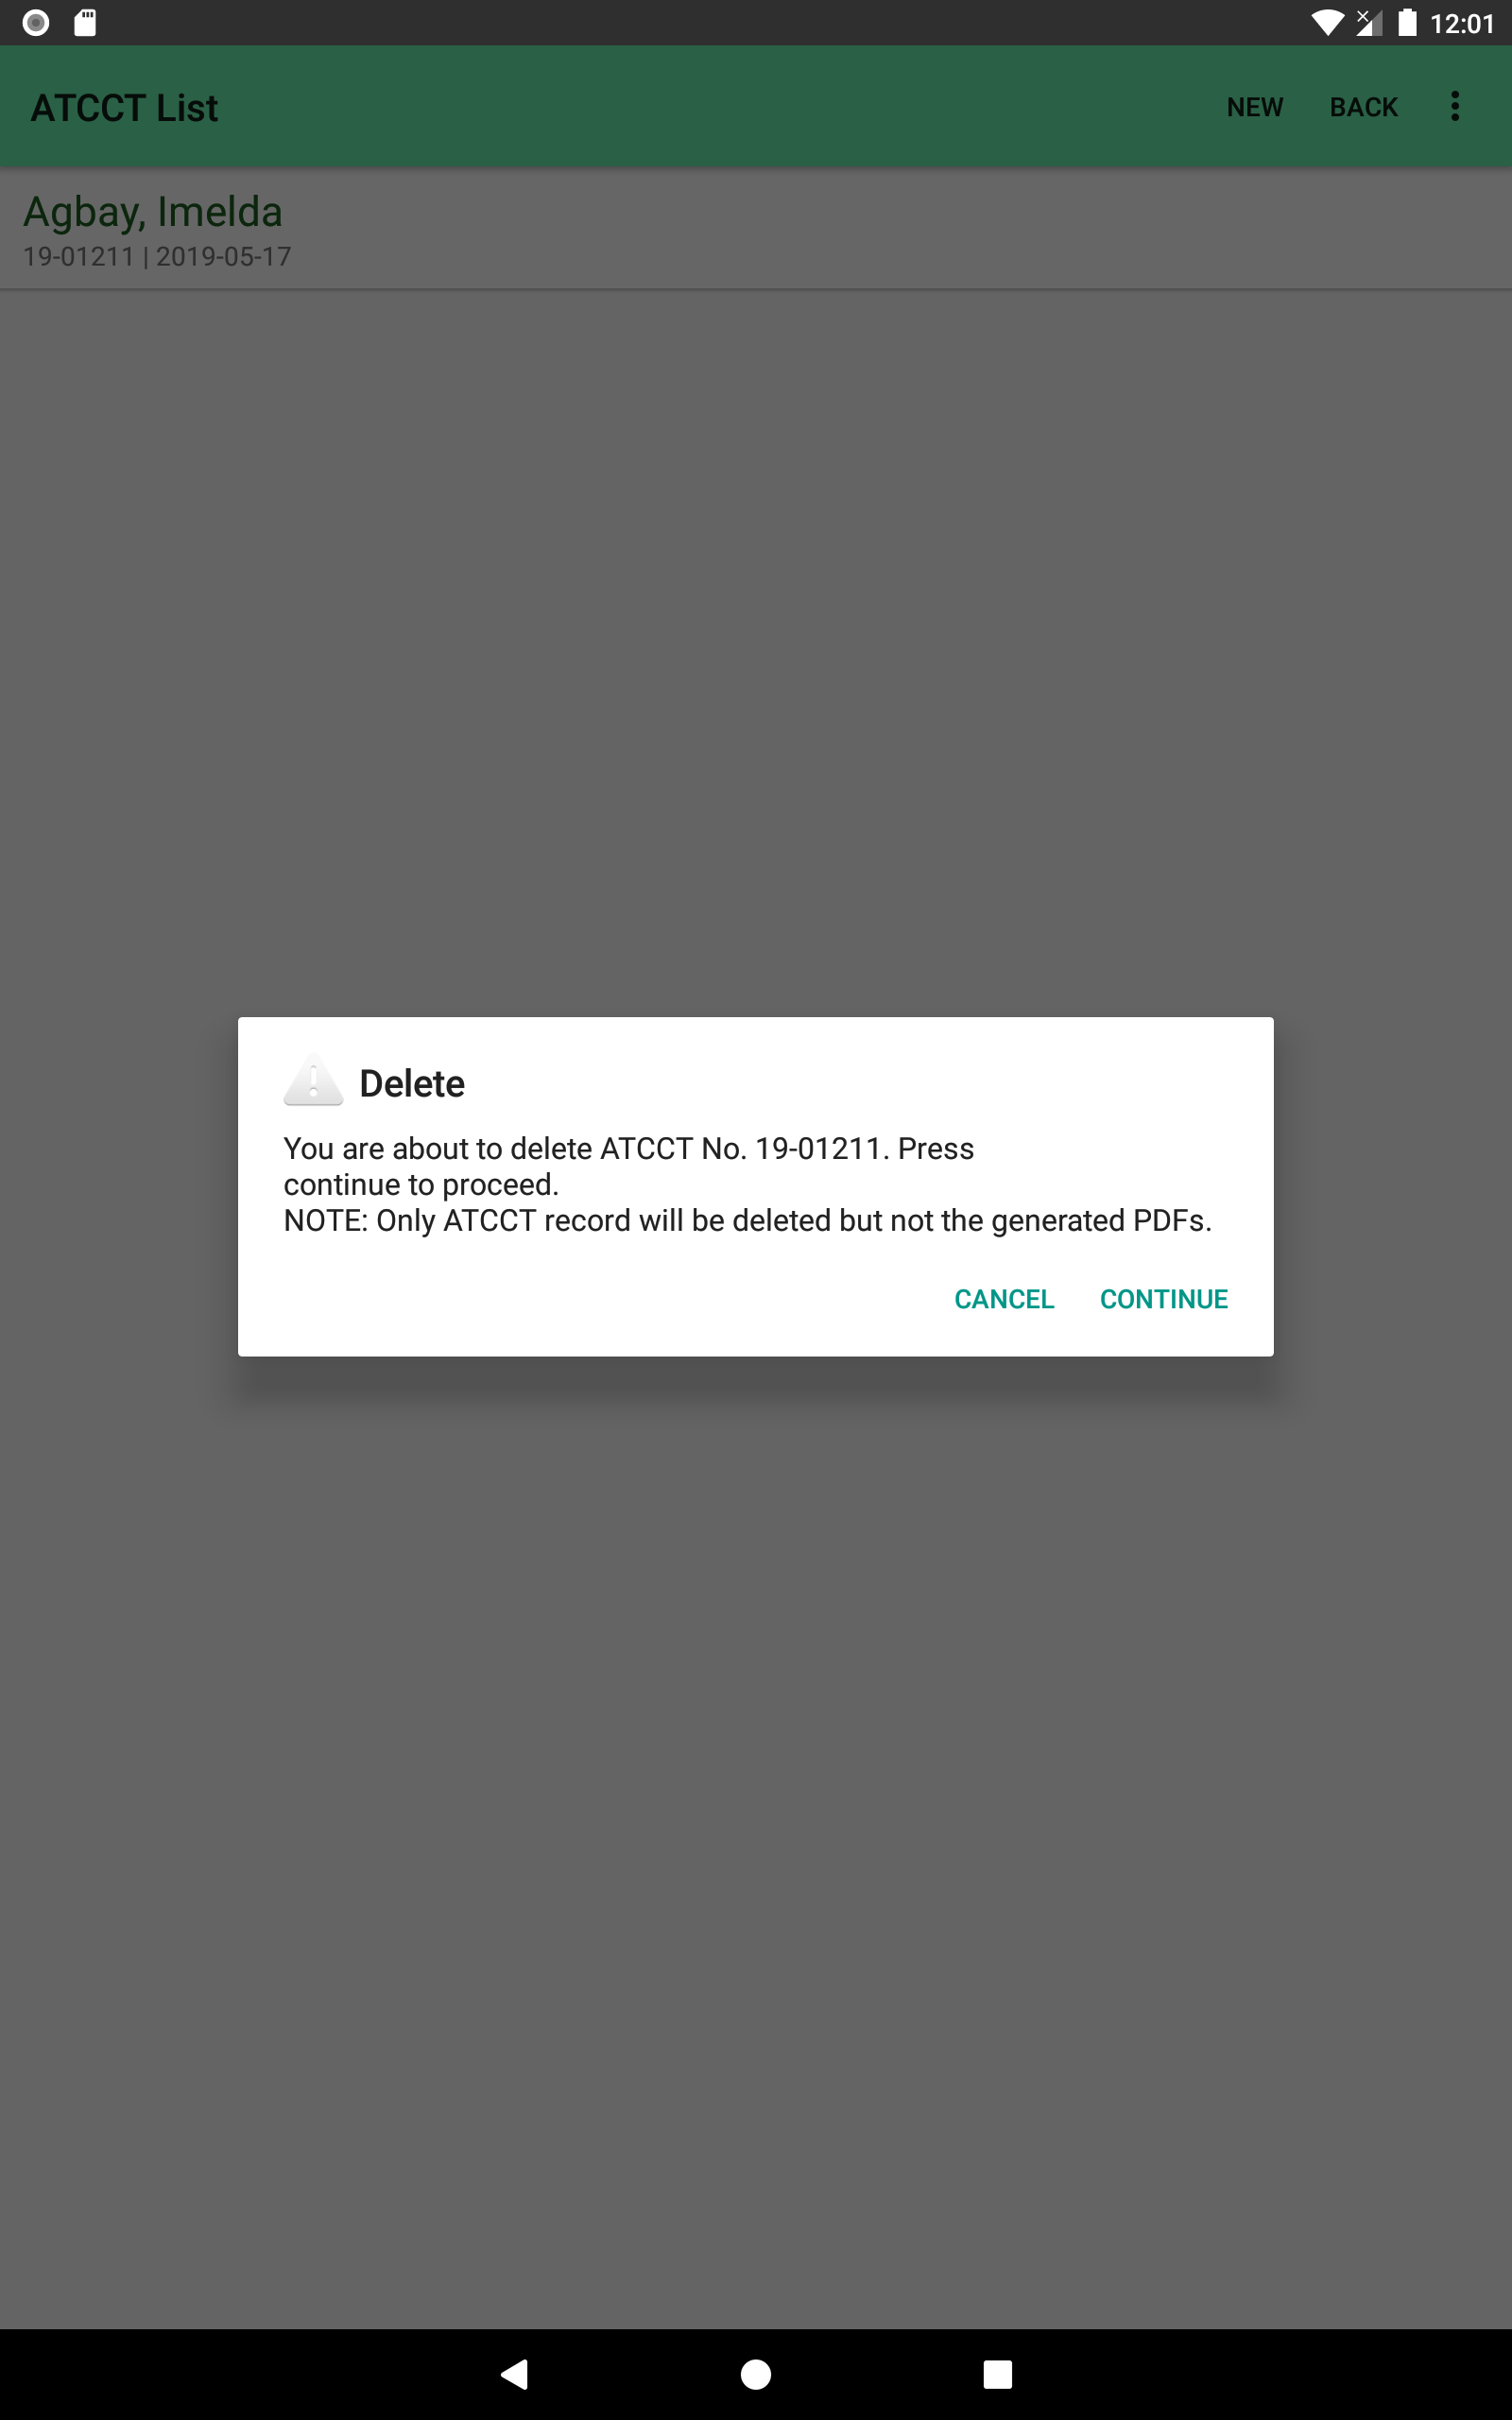 12:01
ATCCT List
NEW
BACK
Agbay, Imelda
19-01211 | 2019-05-17
Delete
You are about to delete ATCCT No. 19-01211. Press
continue to proceed.
NOTE: Only ATCCT record will be deleted but not the generated PDFs.
CANCEL
CONTINUE